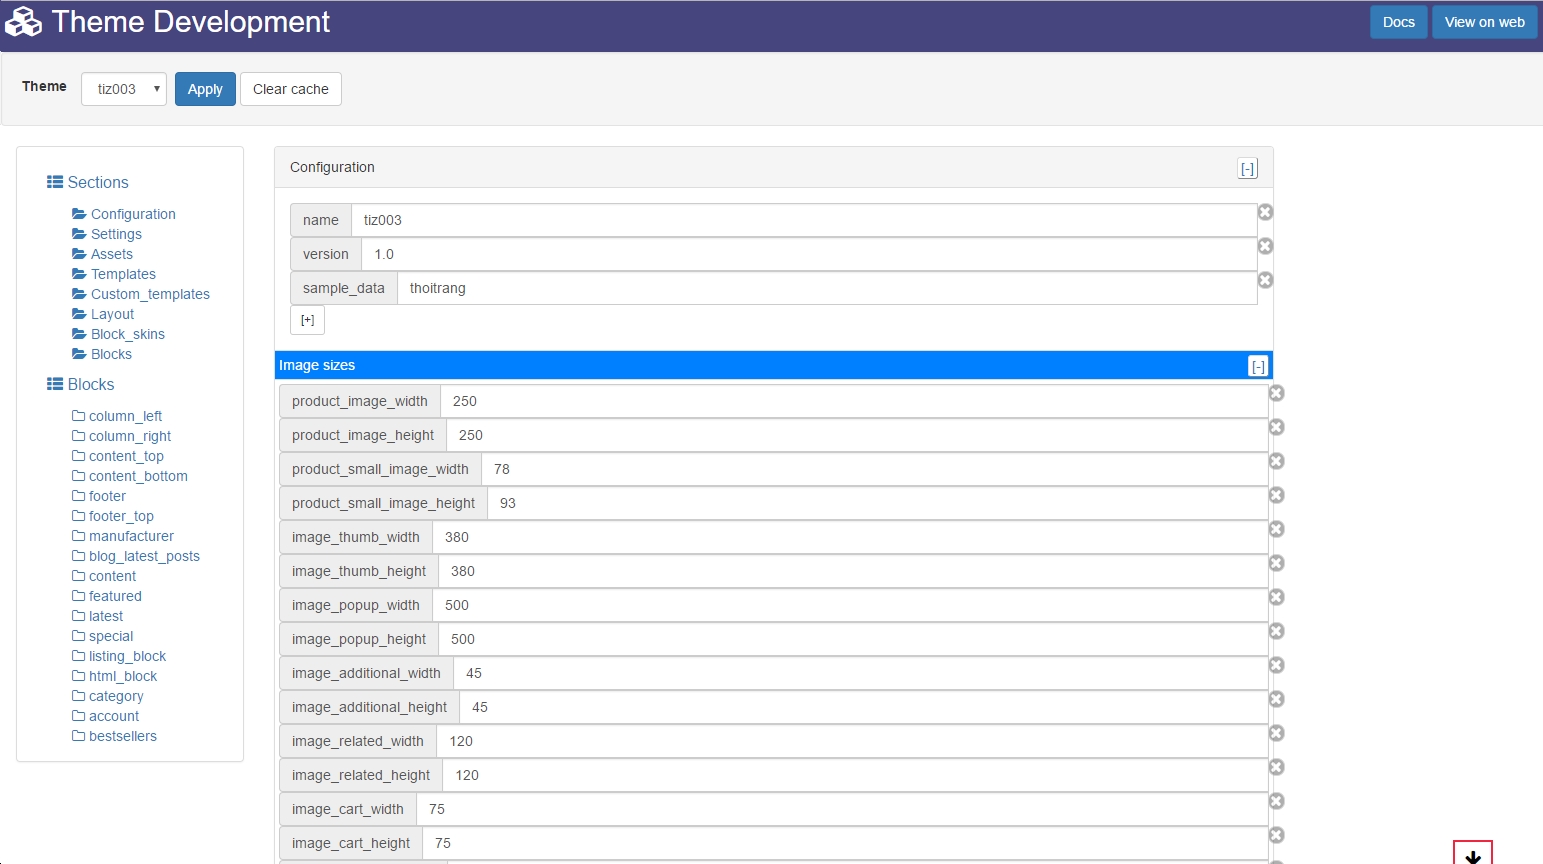 Theme Development
Docs
View on web
Theme
tiz003
Apply
Clear cache
Sections
Configuration
Settings
Assets
Templates
Custom_templates
Layout
Block_skins
Blocks
Blocks
column_left
column_right
content_top
content_bottom
footer
footer_top
manufacturer
blog_latest_posts
content
featured
latest
special
listing_block
html_block
category
account
bestsellers
Configuration
[-]
name tiz003
version 1.0
sample_data thoitrang
[+]
Image sizes
[-]
product_image_width 250
product_image_height 250
product_small_image_width 78
product_small_image_height 93
image_thumb_width 380
image_thumb_height 380
image_popup_width 500
image_popup_height 500
image_additional_width 45
image_additional_height 45
image_related_width 120
image_related_height 120
image_cart_width 75
image_cart_height 75